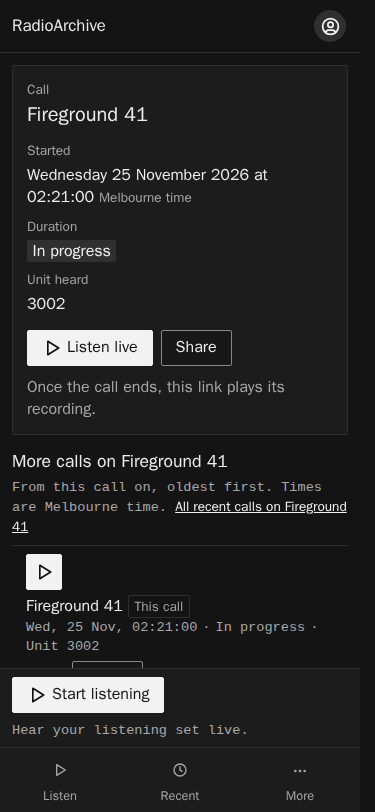 RadioArchive
Call
Fireground 41
Started
Wednesday 25 November 2026 at
02:21:00 Melbourne time
Duration
In progress
Unit heard
3002
Listen live
Share
Once the call ends, this link plays its
recording.
More calls on Fireground 41
From this call on, oldest first. Times
are Melbourne time. All recent calls on Fireground
41
Fireground 41 This call
Wed, 25 Nov, 02:21:00 · In progress ·
Unit 3002
Start listening
Hear your listening set live.
Listen
Recent
More